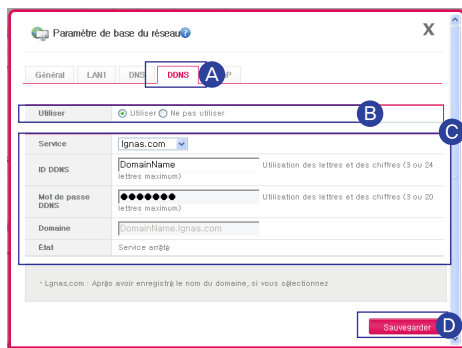 Paramètre de base du réseau
X
Général LAN1 DNS DDNS A P
Utiliser Utiliser Ne pas utiliser B
C
Service lgnas.com
ID DDNS DomainName Utilisation des lettres et des chiffres (3 ou 24 lettres maximum)
Mot de passe DDNS ●●●●●●● Utilisation des lettres et des chiffres (3 ou 20 lettres maximum)
Domaine DomainName.lgnas.com
Etat Service arrêté
· Lgnas.com : Après avoir enregistré le nom du domaine, si vous sélectionnez
Sauvegarder D